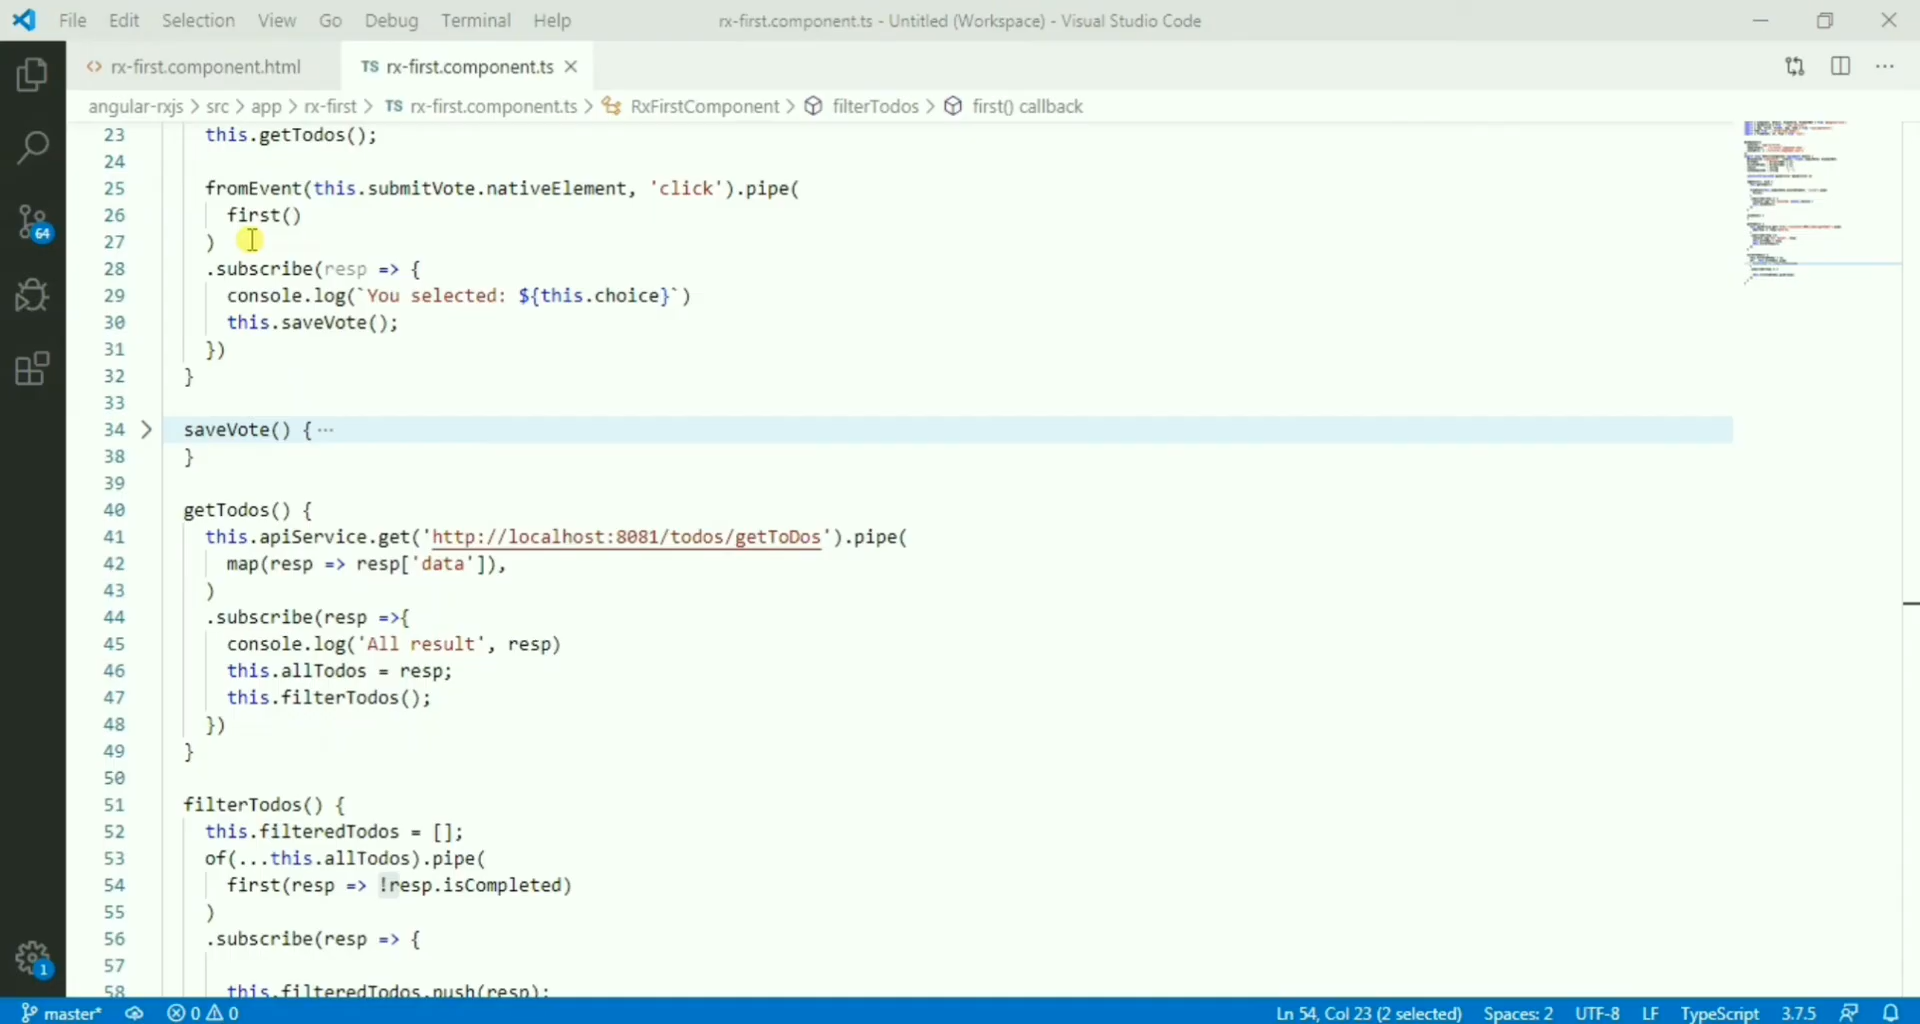 File Edit Selection View Go Debug Terminal Help rx-first.component.ts - Untitled (Workspace) - Visual Studio Code
rx-first.component.html TS rx-first.component.ts
angular-rxjs > src > app > rx-first > TS rx-first.component.ts > RxFirstComponent > filterTodos > first() callback
23 this.getTodos();
24
25 fromEvent(this.submitVote.nativeElement, 'click').pipe(
26 first()
27 )
28 .subscribe(resp => {
29 console.log(`You selected: ${this.choice}`)
30 this.saveVote();
31 })
32 }
33
34 saveVote() { ···
38 }
39
40 getTodos() {
41 this.apiService.get('http://localhost:8081/todos/getToDos').pipe(
42 map(resp => resp['data']),
43 )
44 .subscribe(resp =>{
45 console.log('All result', resp)
46 this.allTodos = resp;
47 this.filterTodos();
48 })
49 }
50
51 filterTodos() {
52 this.filteredTodos = [];
53 of(...this.allTodos).pipe(
54 first(resp => !resp.isCompleted)
55 )
56 .subscribe(resp => {
57
58 this.filteredTodos.push(resp);
64
1
master* 0 0 Ln 54, Col 23 (2 selected) Spaces: 2 UTF-8 LF TypeScript 3.7.5